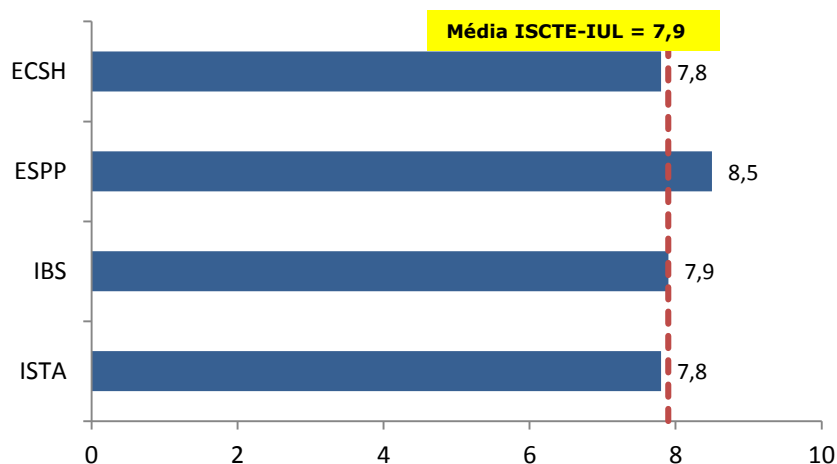 Média ISCTE-IUL = 7,9
ECSH 7,8
ESPP 8,5
IBS 7,9
ISTA 7,8
0 2 4 6 8 10